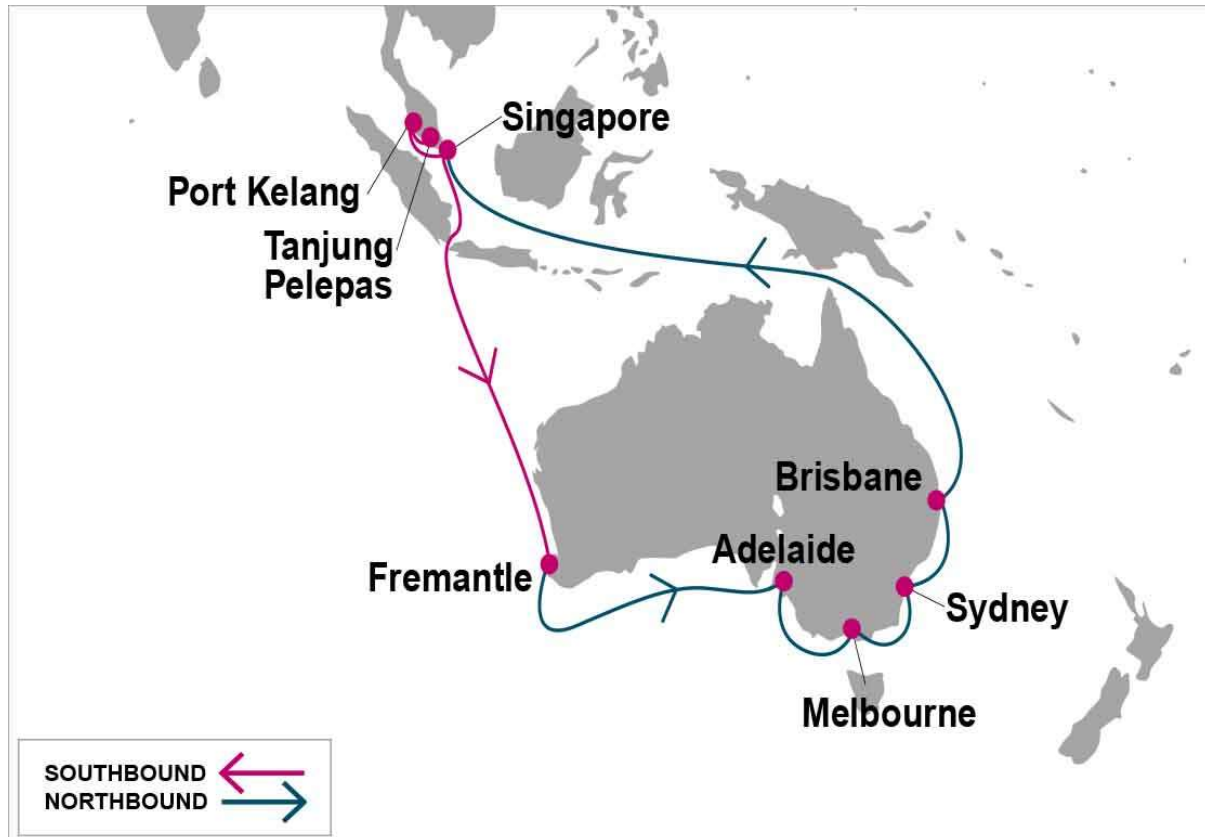 Singapore
Port Kelang
Tanjung
Pelepas
Brisbane
Adelaide
Fremantle
Sydney
Melbourne
SOUTHBOUND
NORTHBOUND